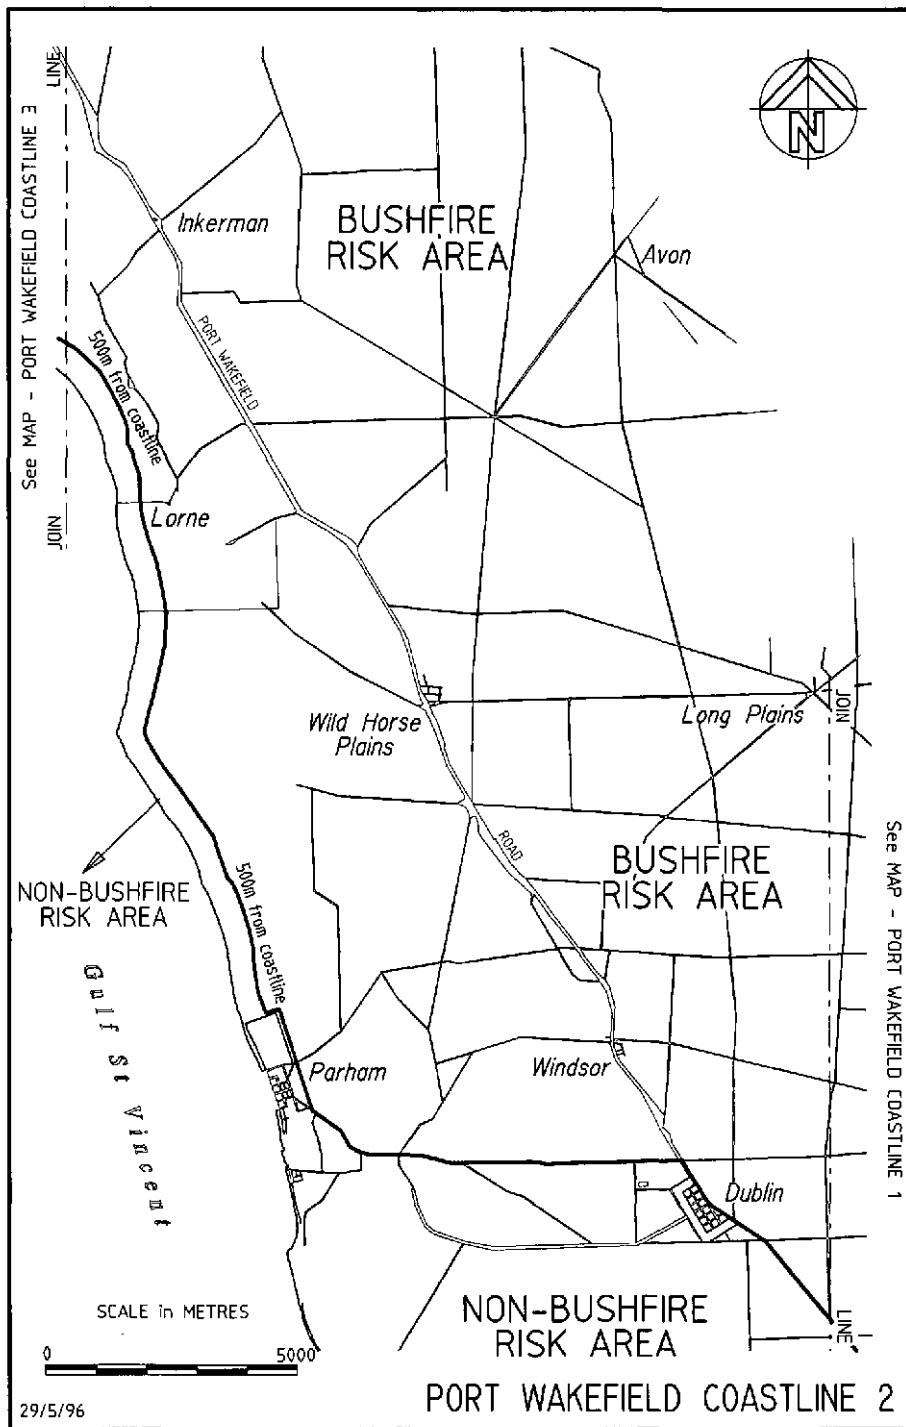 LINE
See MAP - PORT WAKEFIELD COASTLINE 3
JOIN
N
Inkerman
BUSHFIRE
RISK AREA
Avon
PORT WAKEFIELD
500m from coastline
Lorne
Wild Horse
Plains
Long Plains
JOIN
ROAD
BUSHFIRE
RISK AREA
See MAP - PORT WAKEFIELD COASTLINE 1
NON-BUSHFIRE
RISK AREA
500m from coastline
Gulf St Vincent
Parham
Windsor
Dublin
LINE
SCALE in METRES
0 5000
NON-BUSHFIRE
RISK AREA
29/5/96
PORT WAKEFIELD COASTLINE 2